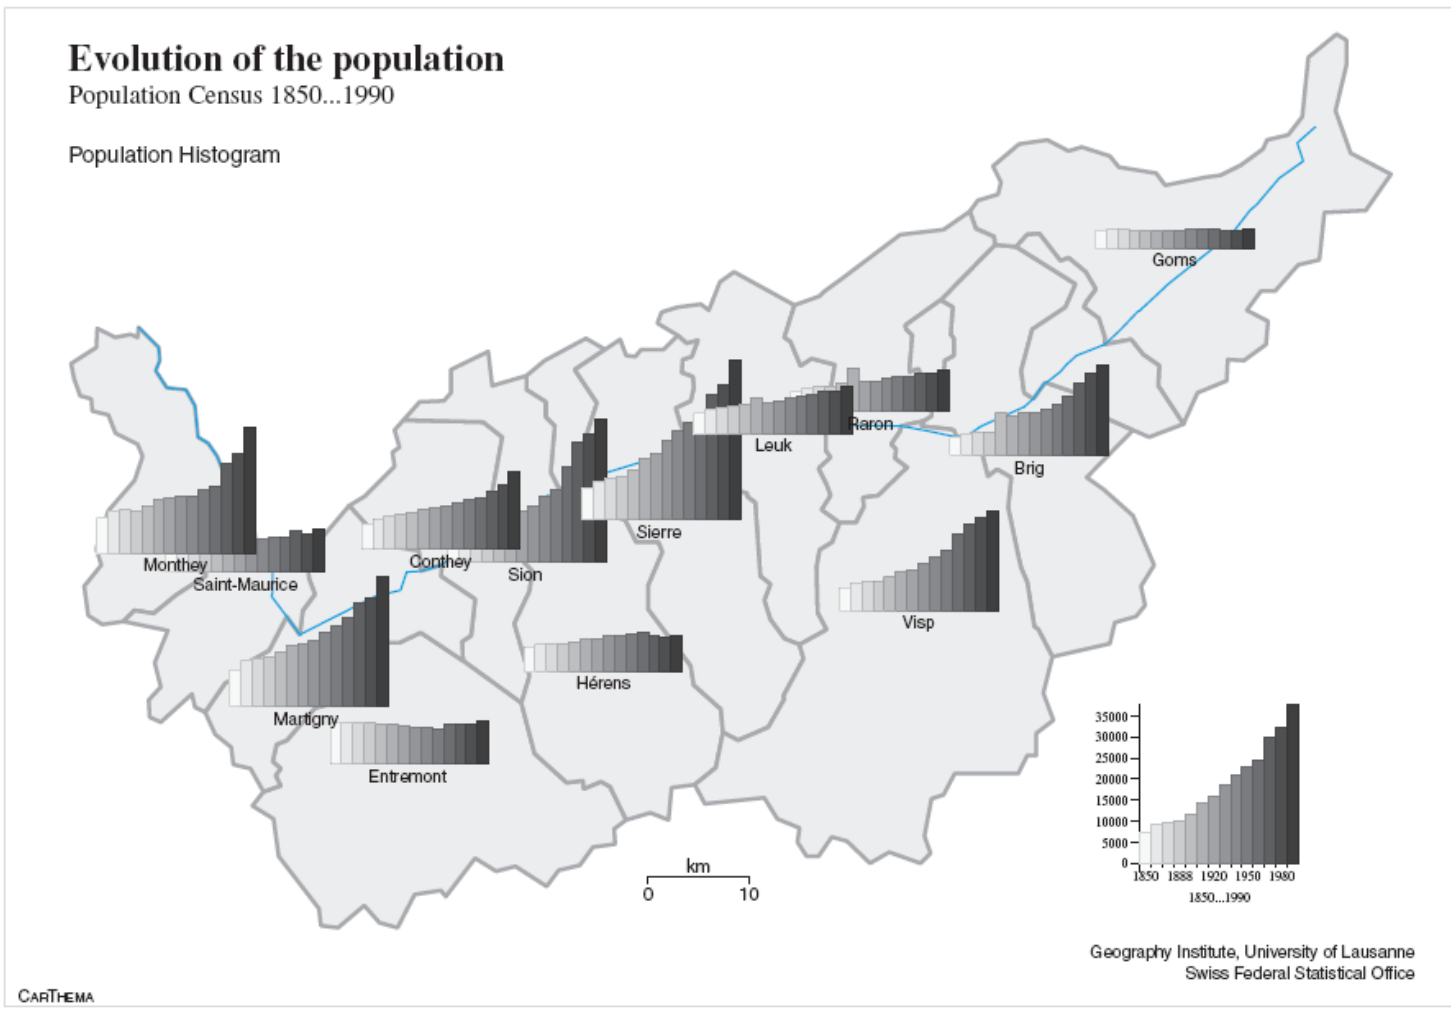 Evolution of the population
Population Census 1850...1990
Population Histogram
Goms
Raron
Leuk
Brig
Sierre
Conthey
Sion
Monthey
Saint-Maurice
Visp
Hérens
Martigny
Entremont
35000
30000
25000
20000
15000
10000
5000
0
1850 1888 1920 1950 1980
1850...1990
km
0 10
Geography Institute, University of Lausanne
Swiss Federal Statistical Office
CARTHEMA